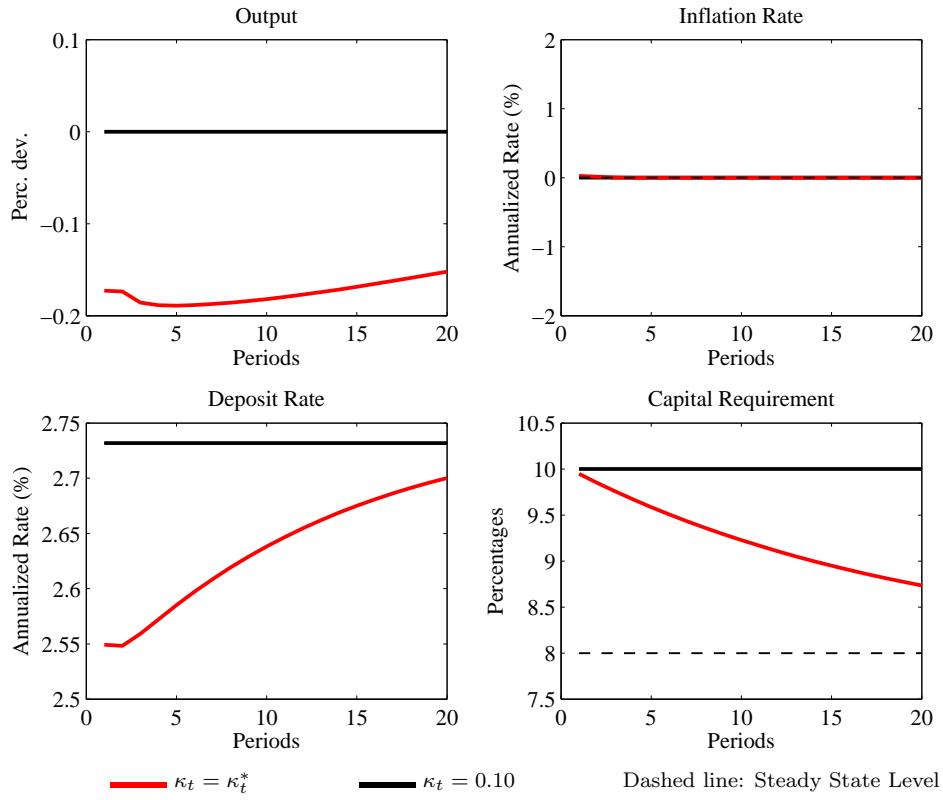 Output
Perc. dev.
0.1
0
−0.1
−0.2
0 5 10 15 20
Periods
Inflation Rate
Annualized Rate (%)
2
1
0
−1
−2
0 5 10 15 20
Periods
Deposit Rate
Annualized Rate (%)
2.75
2.7
2.65
2.6
2.55
2.5
0 5 10 15 20
Periods
Capital Requirement
Percentages
10.5
10
9.5
9
8.5
8
7.5
0 5 10 15 20
Periods
κ_t = κ_t^*
κ_t = 0.10
Dashed line: Steady State Level